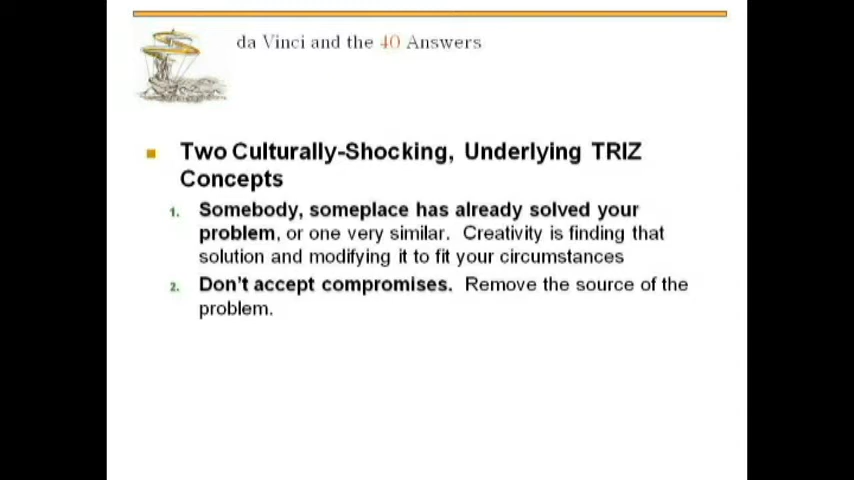 da Vinci and the 40 Answers
Two Culturally-Shocking, Underlying TRIZ
Concepts
1. Somebody, someplace has already solved your
problem, or one very similar. Creativity is finding that
solution and modifying it to fit your circumstances
2. Don't accept compromises. Remove the source of the
problem.